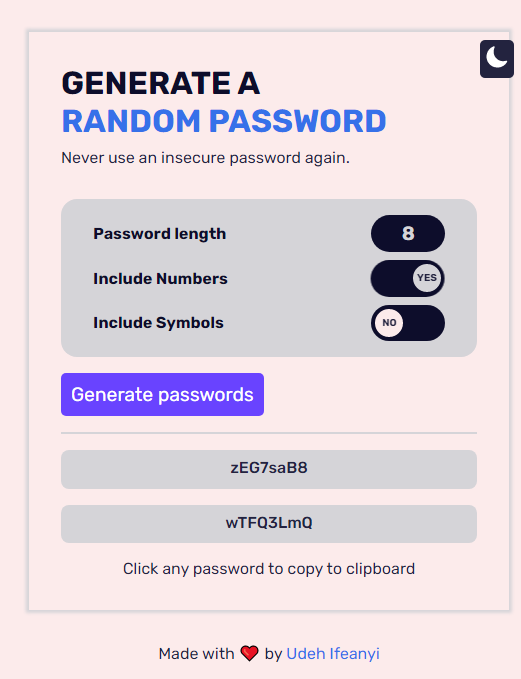 GENERATE A
RANDOM PASSWORD
Never use an insecure password again.
Password length 8
Include Numbers YES
Include Symbols NO
Generate passwords
zEG7saB8
wTFQ3LmQ
Click any password to copy to clipboard
Made with ❤️ by Udeh Ifeanyi